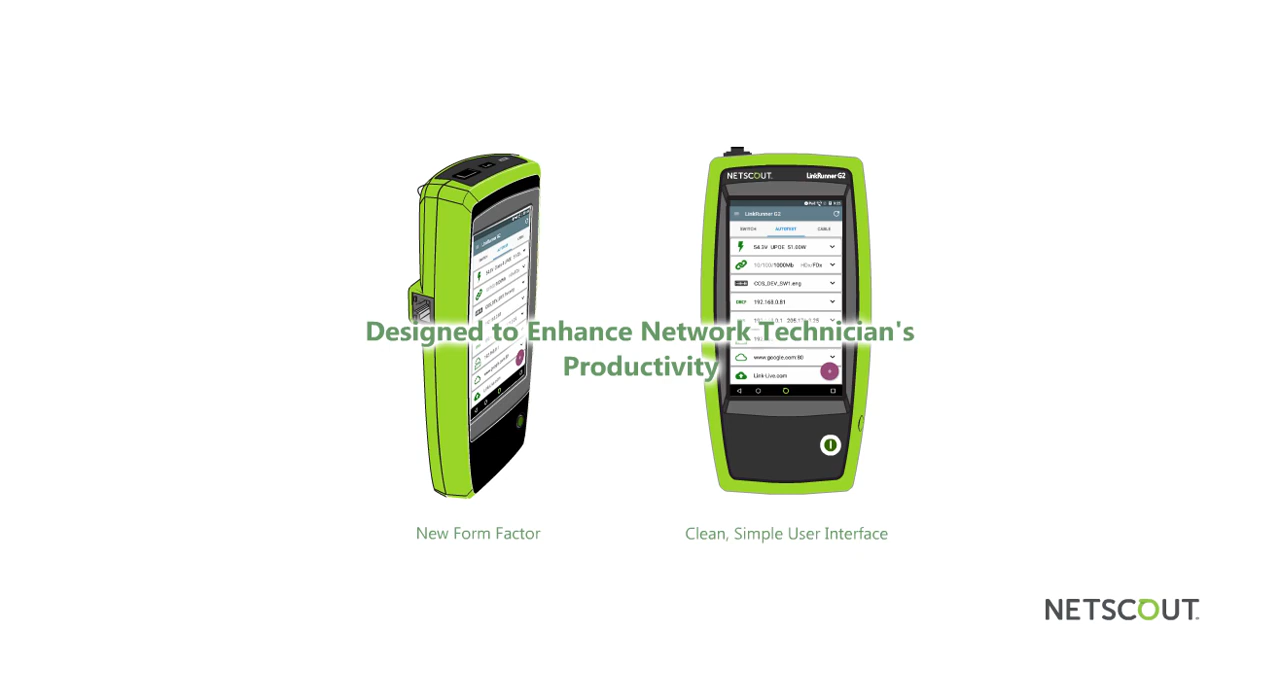 NETSCOUT.
LinkRunner G2
LinkRunner G2
SWITCH AUTOTEST CABLE
54.3V UPOE 51.00W
10/100/1000Mb HDx/FDx
COS_DEV_SW1.eng
DHCP 192.168.0.81
Designed to Enhance Network Technician's
Productivity
www.google.com:80
Link-Live.com
New Form Factor
Clean, Simple User Interface
NETSCOUT